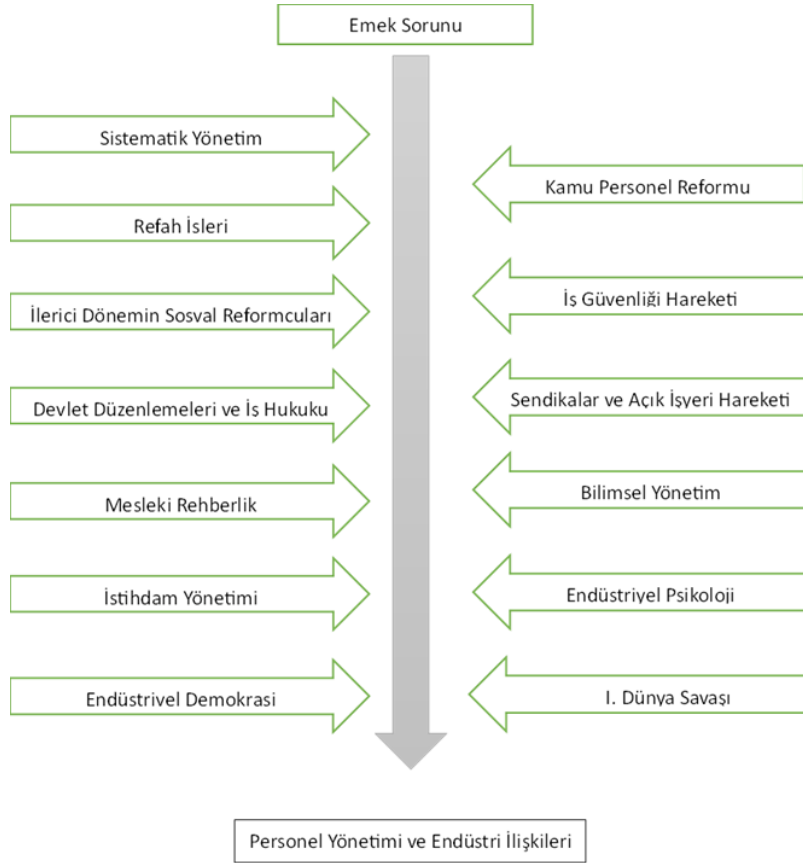 Emek Sorunu
Sistematik Yönetim
Kamu Personel Reformu
Refah İsleri
İş Güvenliği Hareketi
İlerici Dönemin Sosval Reformcuları
Sendikalar ve Açık İşyeri Hareketi
Devlet Düzenlemeleri ve İs Hukuku
Bilimsel Yönetim
Mesleki Rehberlik
Endüstriyel Psikoloji
İstihdam Yönetimi
Endüstrivel Demokrasi
I. Dünya Savaşı
Personel Yönetimi ve Endüstri İlişkileri